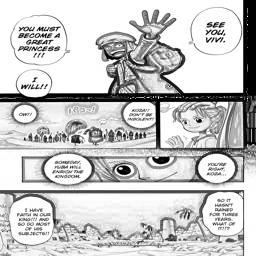 SEE
YOU,
VIVI.
YOU MUST
BECOME A
GREAT
PRINCESS
!!!
I
WILL!!
KOZA!!
DON'T BE
INSOLENT!
OW!!
YOU'RE
RIGHT,
KOZA...
SOMEDAY,
YUBA WILL
ENRICH THE
KINGDOM.
SO IT
HASN'T
RAINED
FOR THREE
YEARS.
WHAT OF
IT!?
I HAVE
FAITH IN OUR
KING!!! AND
SO DO MOST
OF HIS
SUBJECTS!!